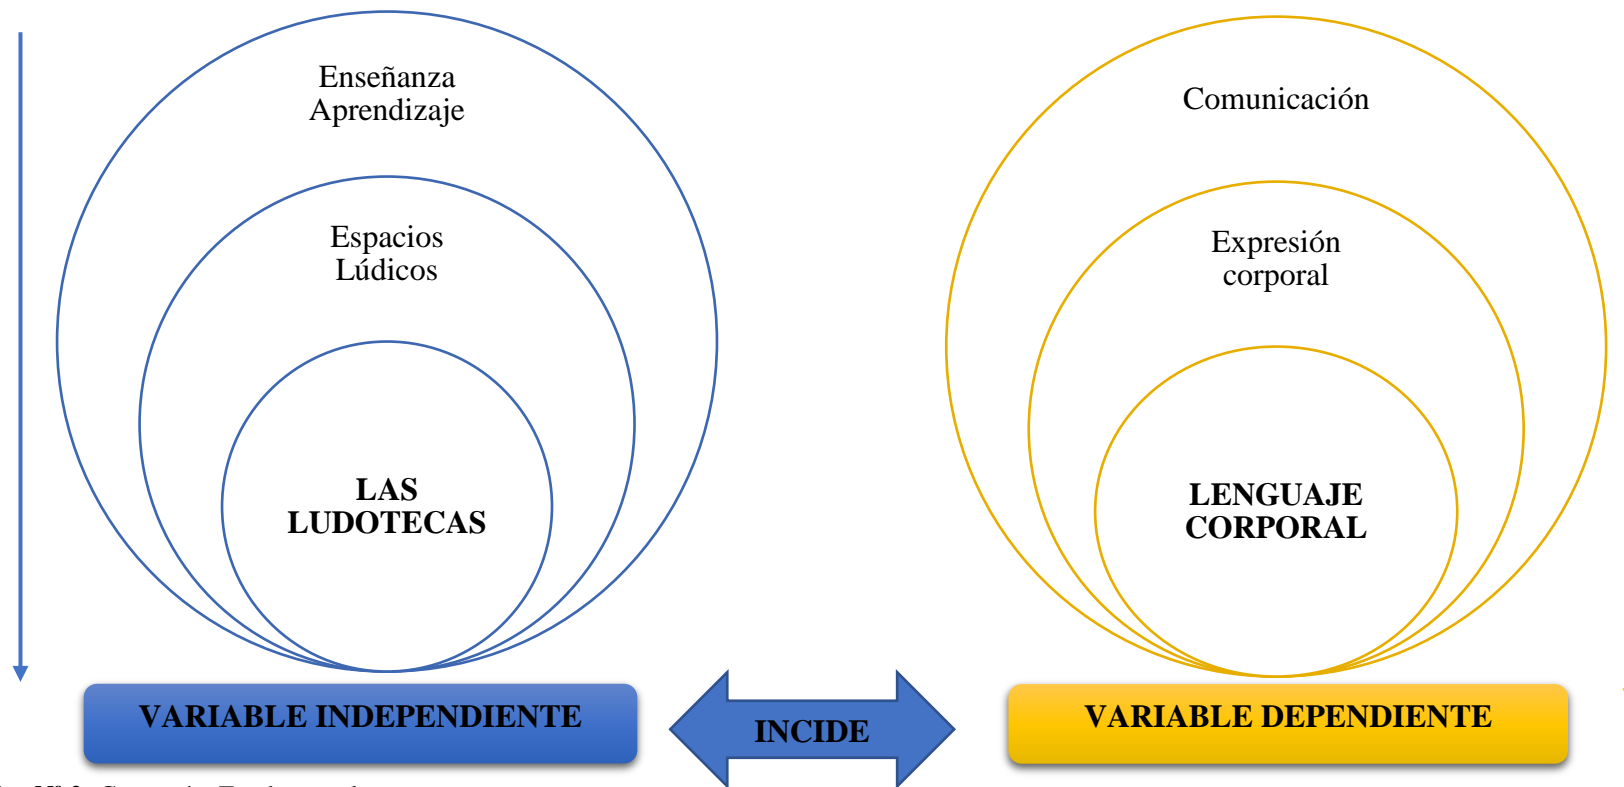 Enseñanza
Aprendizaje
Espacios
Lúdicos
LAS
LUDOTECAS
VARIABLE INDEPENDIENTE
INCIDE
Comunicación
Expresión
corporal
LENGUAJE
CORPORAL
VARIABLE DEPENDIENTE